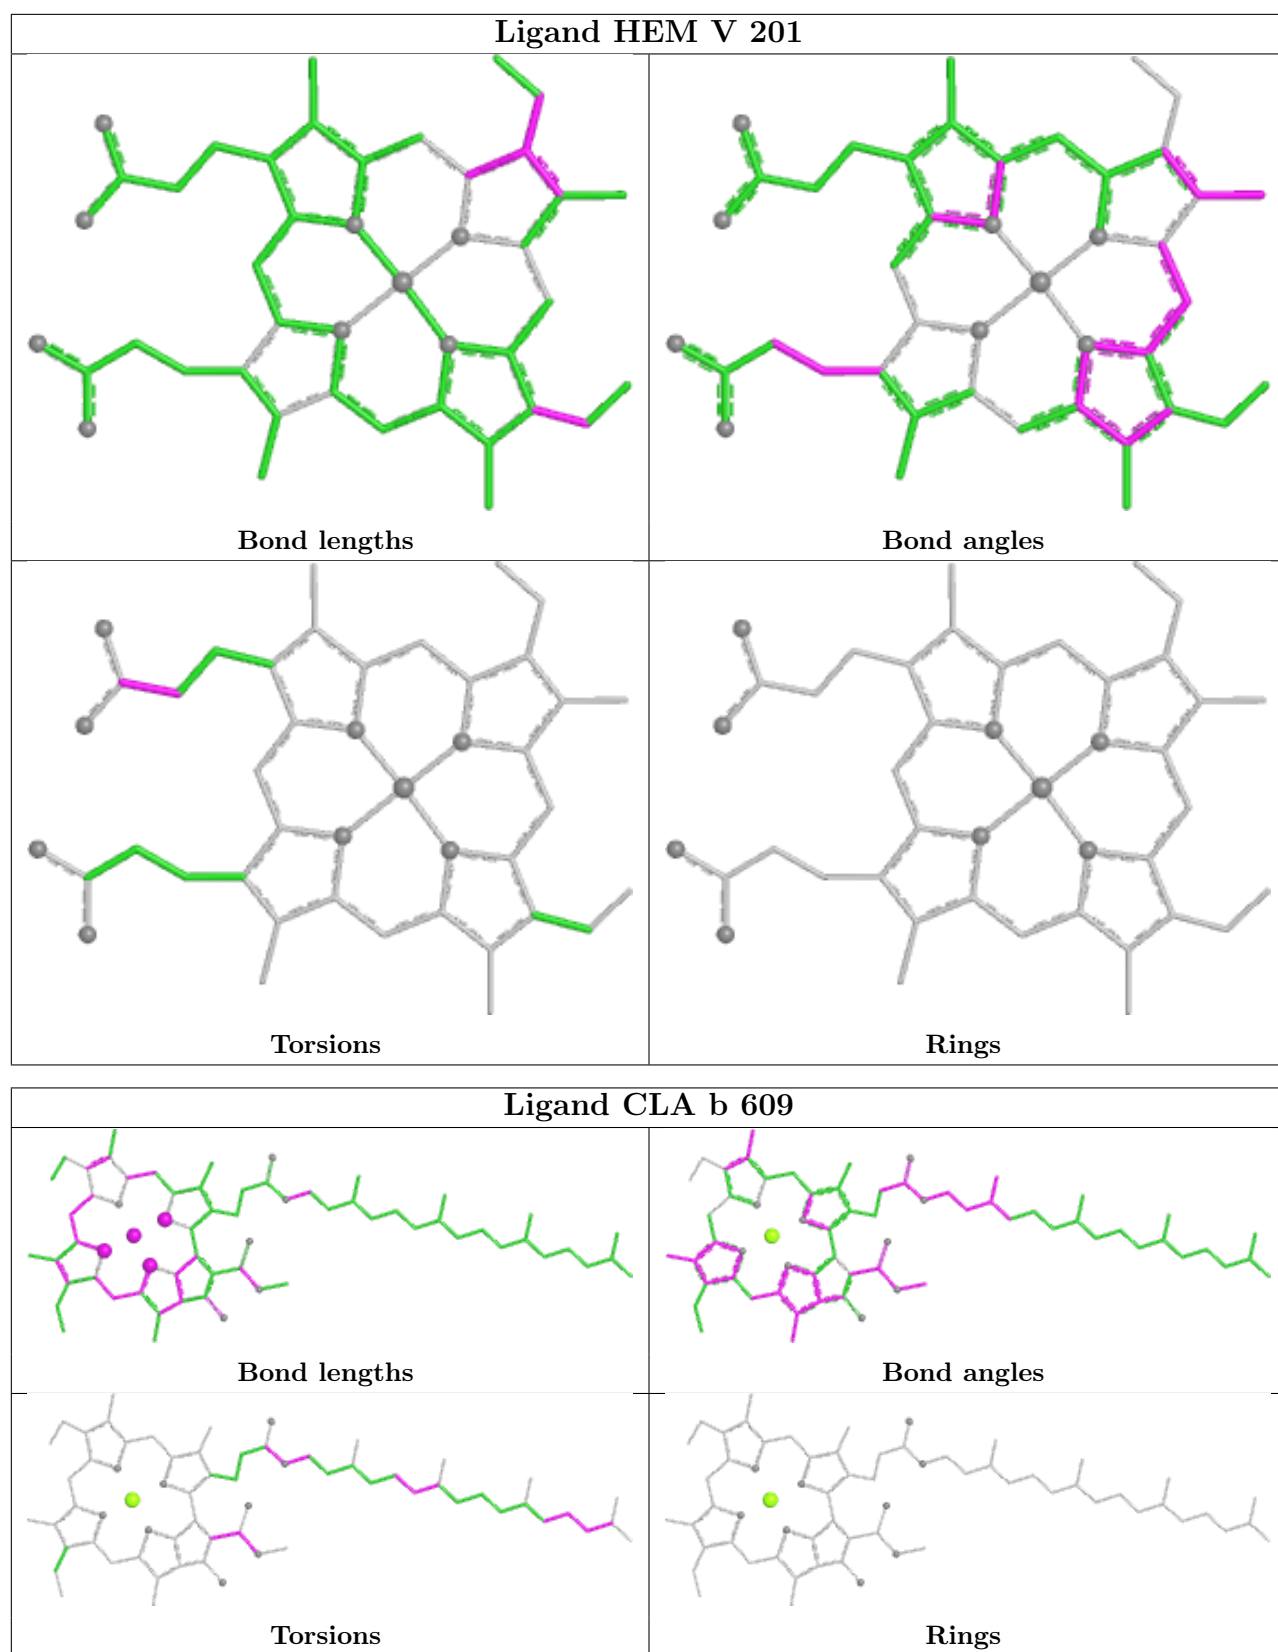 Ligand HEM V 201
Bond lengths
Bond angles
Torsions
Rings
Ligand CLA b 609
Bond lengths
Bond angles
Torsions
Rings